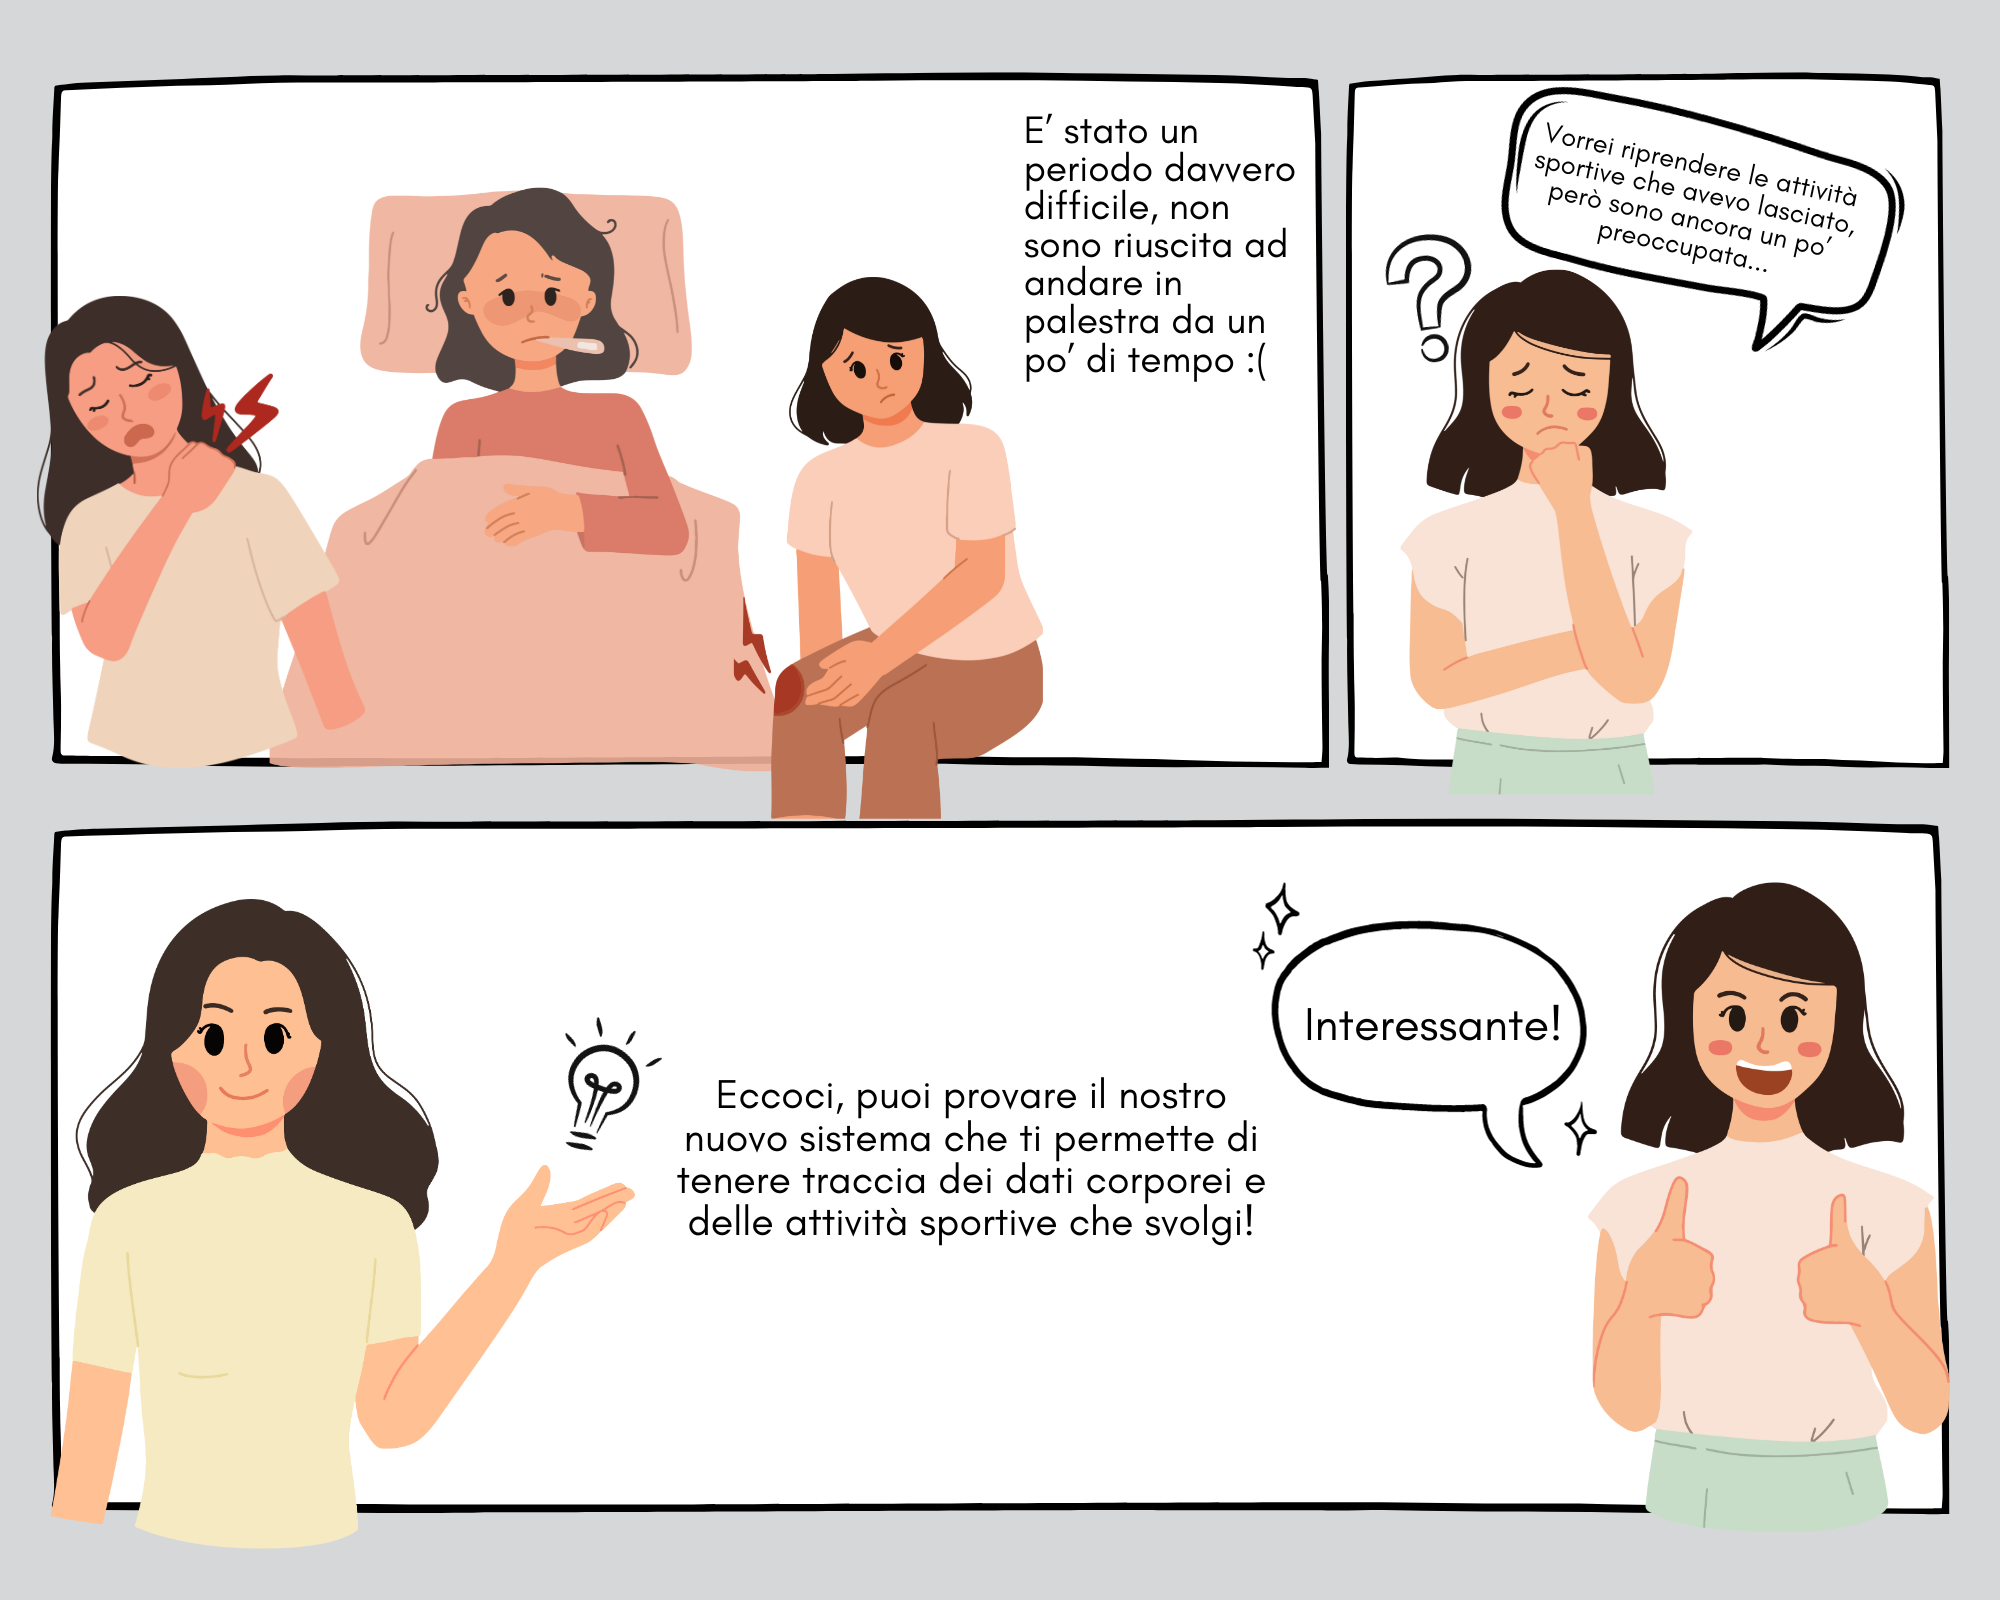 E’ stato un
periodo davvero
difficile, non
sono riuscita ad
andare in
palestra da un
po’ di tempo :(
Vorrei riprendere le attività
sportive che avevo lasciato,
però sono ancora un po’
preoccupata...
Eccoci, puoi provare il nostro
nuovo sistema che ti permette di
tenere traccia dei dati corporei e
delle attività sportive che svolgi!
Interessante!